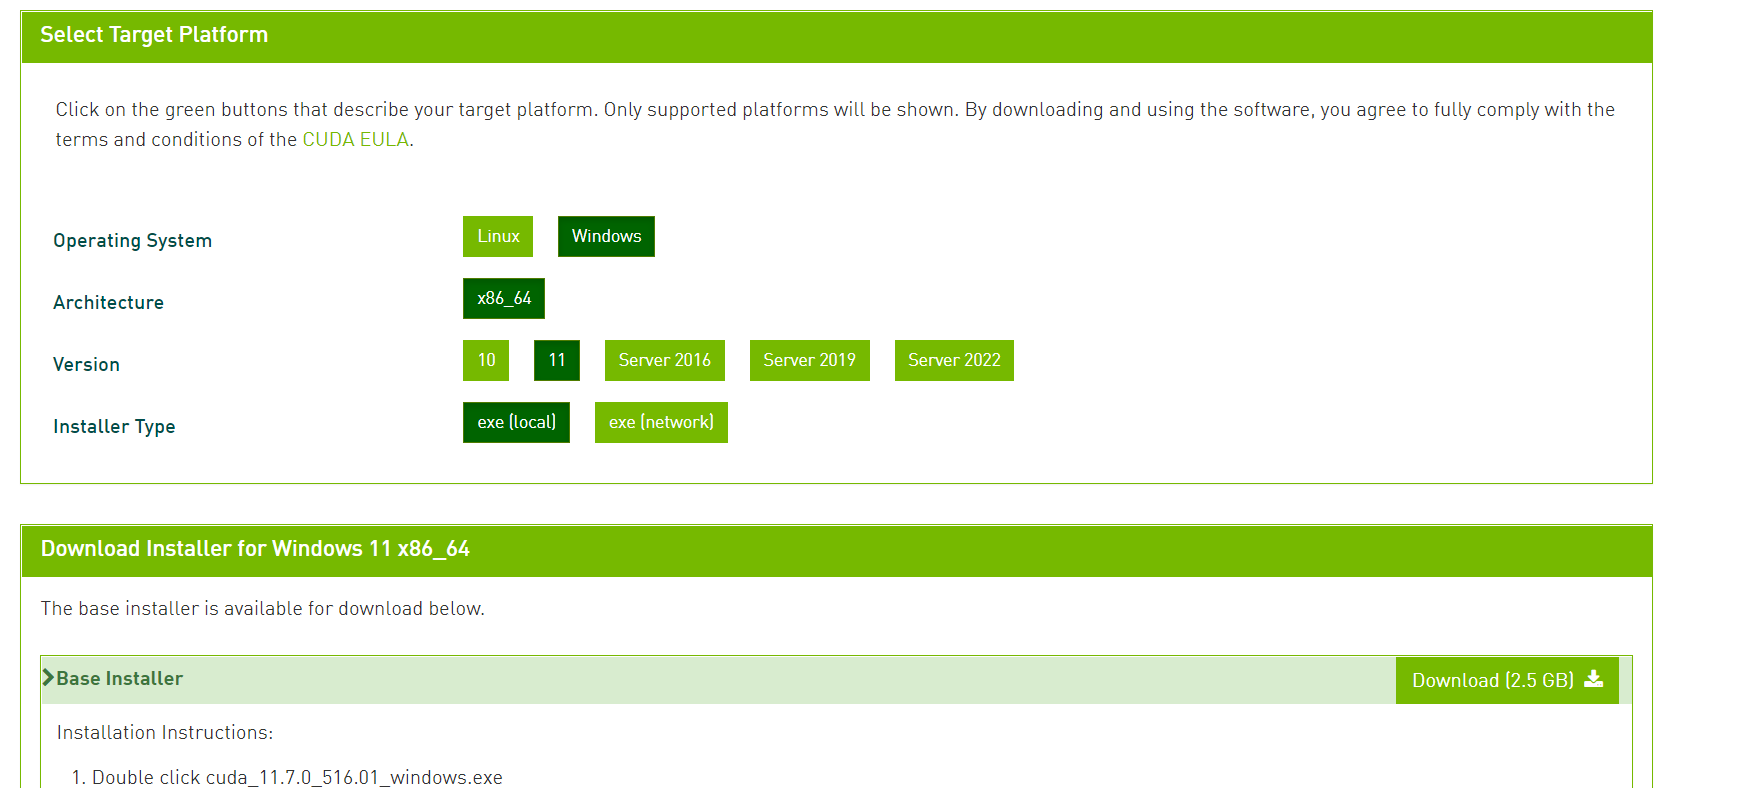 Select Target Platform
Click on the green buttons that describe your target platform. Only supported platforms will be shown. By downloading and using the software, you agree to fully comply with the
terms and conditions of the CUDA EULA.
Operating System
Linux Windows
Architecture
x86_64
Version
10 11 Server 2016 Server 2019 Server 2022
Installer Type
exe (local) exe (network)
Download Installer for Windows 11 x86_64
The base installer is available for download below.
Base Installer
Download (2.5 GB)
Installation Instructions:
1. Double click cuda_11.7.0_516.01_windows.exe